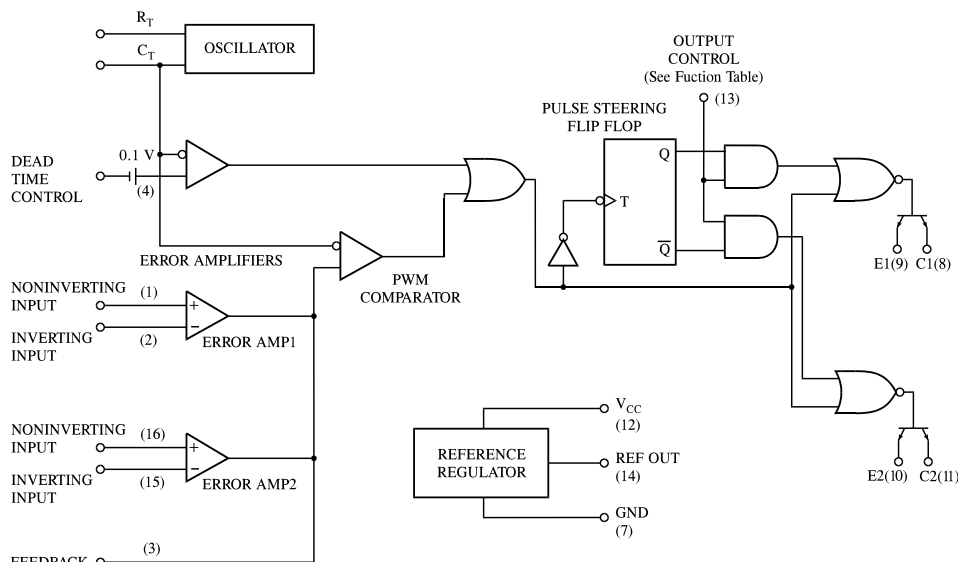 R_T
OSCILLATOR
C_T
OUTPUT
CONTROL
(See Fuction Table)
(13)
PULSE STEERING
FLIP FLOP
DEAD
TIME
CONTROL
0.1 V
(4)
Q
T
Q̅
E1(9)
C1(8)
ERROR AMPLIFIERS
PWM
COMPARATOR
NONINVERTING
INPUT
(1)
+
−
INVERTING
INPUT
(2)
ERROR AMP1
NONINVERTING
INPUT
(16)
+
−
INVERTING
INPUT
(15)
ERROR AMP2
REFERENCE
REGULATOR
V_CC
(12)
REF OUT
(14)
GND
(7)
E2(10)
C2(11)
(3)
FEEDBACK